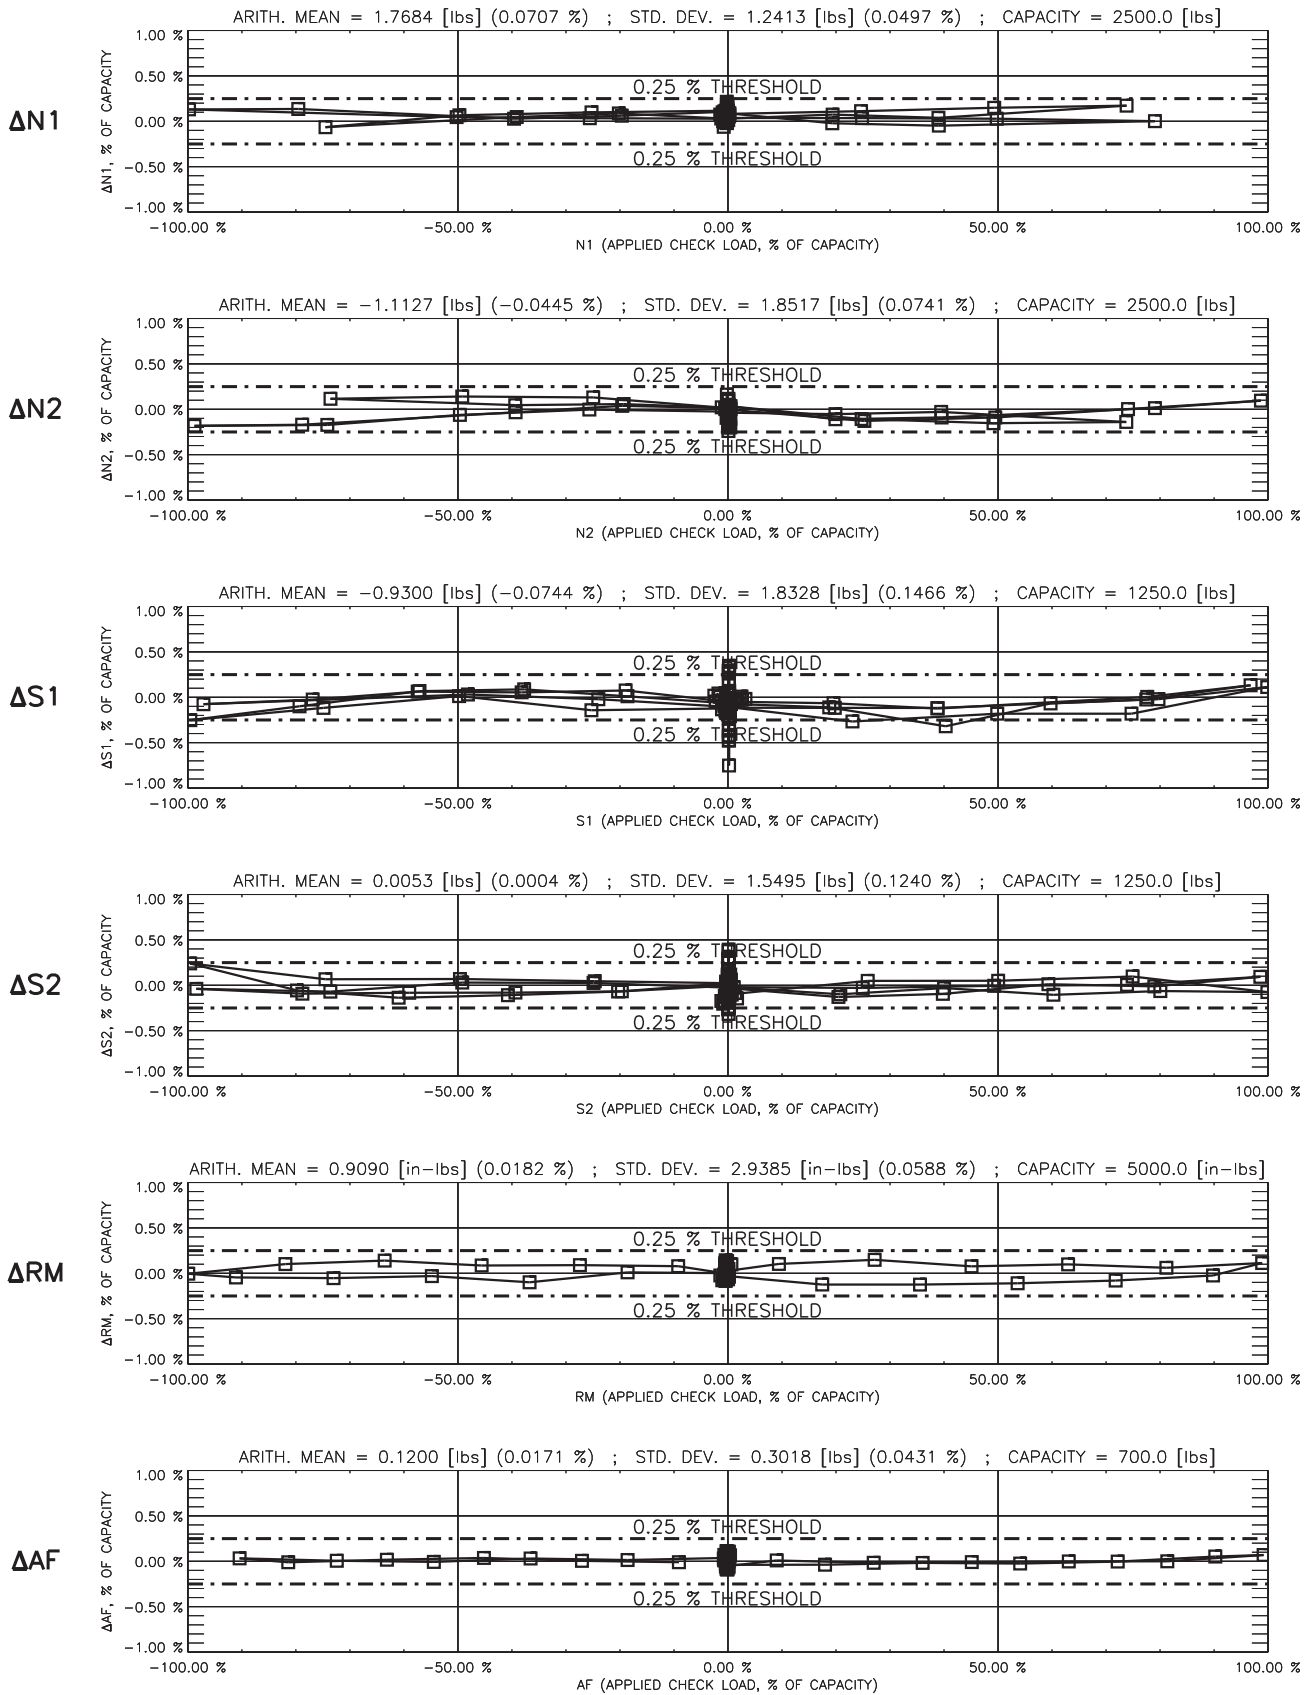 ARITH. MEAN = 1.7684 [lbs] (0.0707 %) ; STD. DEV. = 1.2413 [lbs] (0.0497 %) ; CAPACITY = 2500.0 [lbs]
1.00 %
0.50 %
0.25 % THRESHOLD
ΔN1
ΔN1, % OF CAPACITY
0.00 %
0.25 % THRESHOLD
−0.50 %
−1.00 %
−100.00 % −50.00 % 0.00 % 50.00 % 100.00 %
N1 (APPLIED CHECK LOAD, % OF CAPACITY)
ARITH. MEAN = −1.1127 [lbs] (−0.0445 %) ; STD. DEV. = 1.8517 [lbs] (0.0741 %) ; CAPACITY = 2500.0 [lbs]
1.00 %
0.50 %
0.25 % THRESHOLD
ΔN2
ΔN2, % OF CAPACITY
0.00 %
0.25 % THRESHOLD
−0.50 %
−1.00 %
−100.00 % −50.00 % 0.00 % 50.00 % 100.00 %
N2 (APPLIED CHECK LOAD, % OF CAPACITY)
ARITH. MEAN = −0.9300 [lbs] (−0.0744 %) ; STD. DEV. = 1.8328 [lbs] (0.1466 %) ; CAPACITY = 1250.0 [lbs]
1.00 %
0.50 %
0.25 % THRESHOLD
ΔS1
ΔS1, % OF CAPACITY
0.00 %
0.25 % THRESHOLD
−0.50 %
−1.00 %
−100.00 % −50.00 % 0.00 % 50.00 % 100.00 %
S1 (APPLIED CHECK LOAD, % OF CAPACITY)
ARITH. MEAN = 0.0053 [lbs] (0.0004 %) ; STD. DEV. = 1.5495 [lbs] (0.1240 %) ; CAPACITY = 1250.0 [lbs]
1.00 %
0.50 %
0.25 % THRESHOLD
ΔS2
ΔS2, % OF CAPACITY
0.00 %
0.25 % THRESHOLD
−0.50 %
−1.00 %
−100.00 % −50.00 % 0.00 % 50.00 % 100.00 %
S2 (APPLIED CHECK LOAD, % OF CAPACITY)
ARITH. MEAN = 0.9090 [in−lbs] (0.0182 %) ; STD. DEV. = 2.9385 [in−lbs] (0.0588 %) ; CAPACITY = 5000.0 [in−lbs]
1.00 %
0.50 %
0.25 % THRESHOLD
ΔRM
ΔRM, % OF CAPACITY
0.00 %
0.25 % THRESHOLD
−0.50 %
−1.00 %
−100.00 % −50.00 % 0.00 % 50.00 % 100.00 %
RM (APPLIED CHECK LOAD, % OF CAPACITY)
ARITH. MEAN = 0.1200 [lbs] (0.0171 %) ; STD. DEV. = 0.3018 [lbs] (0.0431 %) ; CAPACITY = 700.0 [lbs]
1.00 %
0.50 %
0.25 % THRESHOLD
ΔAF
ΔAF, % OF CAPACITY
0.00 %
0.25 % THRESHOLD
−0.50 %
−1.00 %
−100.00 % −50.00 % 0.00 % 50.00 % 100.00 %
AF (APPLIED CHECK LOAD, % OF CAPACITY)